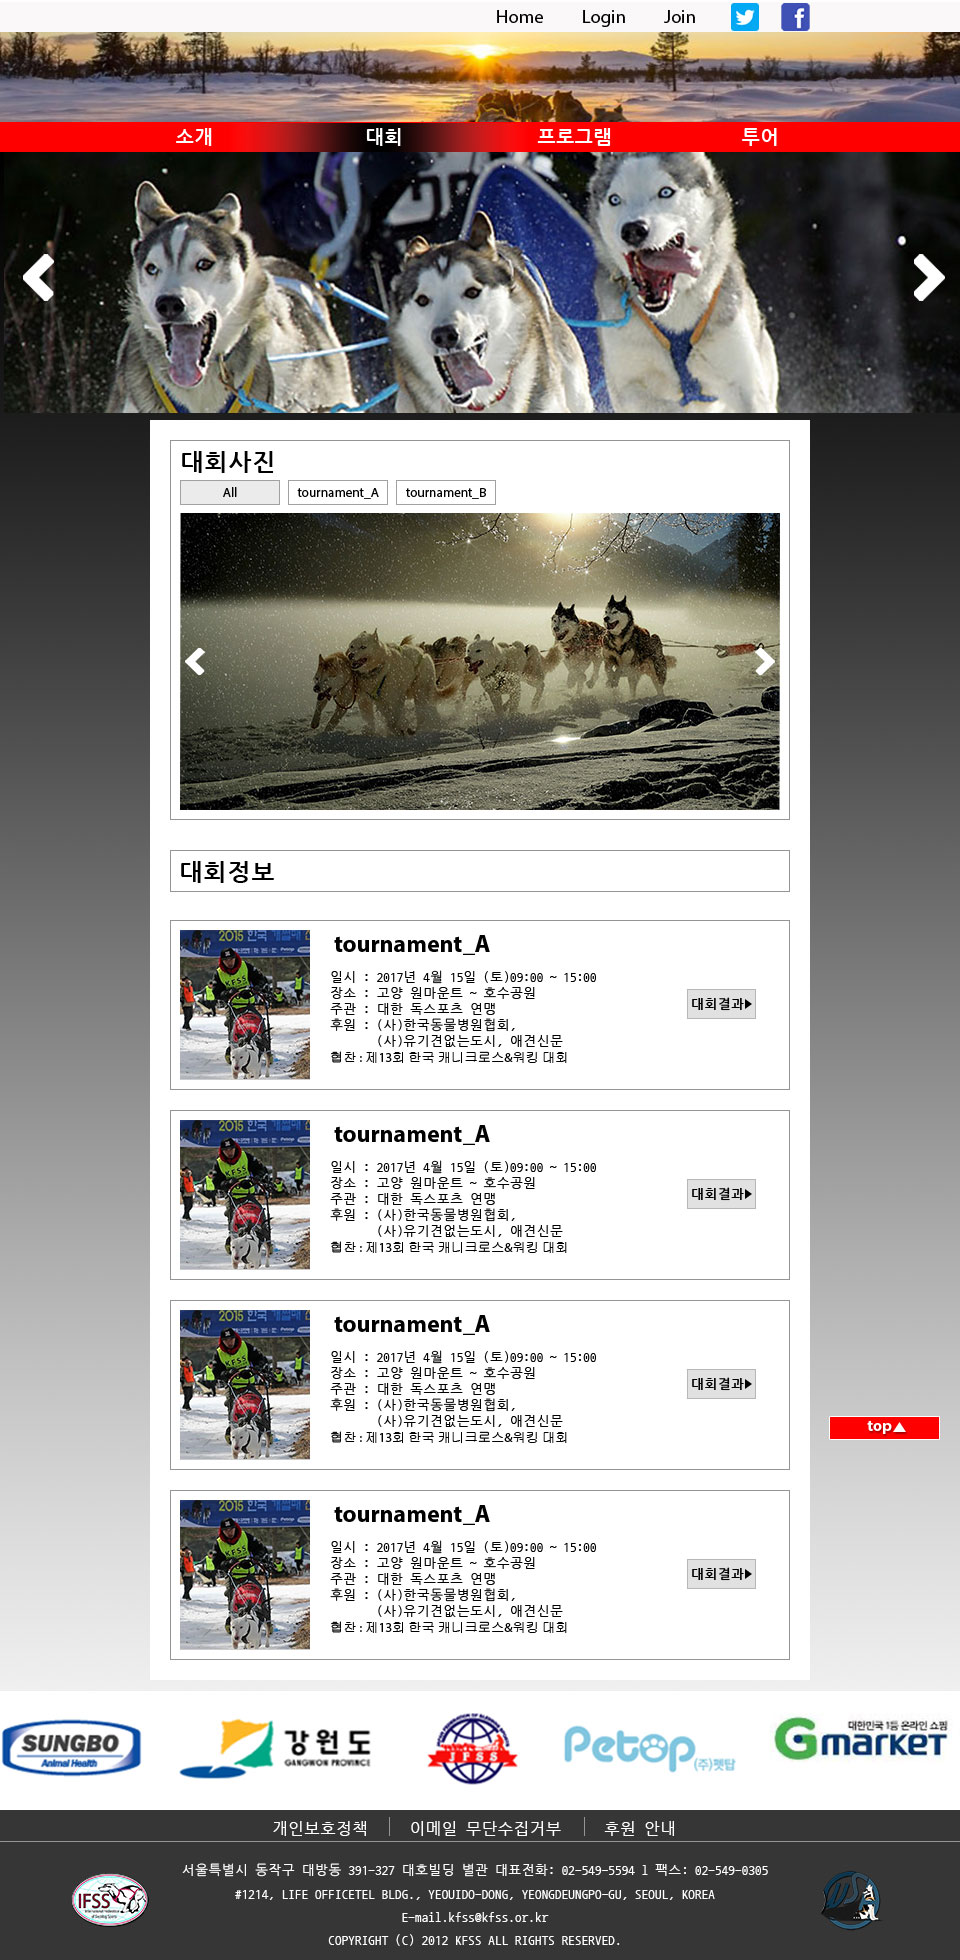 Home Login Join
소개 대회 프로그램 투어
대회사진
All tournament_A tournament_B
대회정보
2015 한국
KFSS
tournament_A
일시 : 2017년 4월 15일 (토)09:00 ~ 15:00
장소 : 고양 원마운트 ~ 호수공원
주관 : 대한 독스포츠 연맹
후원 : (사)한국동물병원협회,
(사)유기견없는도시, 애견신문
협찬 : 제13회 한국 캐니크로스&워킹 대회
대회결과▶
2015 한국
KFSS
tournament_A
일시 : 2017년 4월 15일 (토)09:00 ~ 15:00
장소 : 고양 원마운트 ~ 호수공원
주관 : 대한 독스포츠 연맹
후원 : (사)한국동물병원협회,
(사)유기견없는도시, 애견신문
협찬 : 제13회 한국 캐니크로스&워킹 대회
대회결과▶
2015 한국
KFSS
tournament_A
일시 : 2017년 4월 15일 (토)09:00 ~ 15:00
장소 : 고양 원마운트 ~ 호수공원
주관 : 대한 독스포츠 연맹
후원 : (사)한국동물병원협회,
(사)유기견없는도시, 애견신문
협찬 : 제13회 한국 캐니크로스&워킹 대회
대회결과▶
top▲
2015 한국
KFSS
tournament_A
일시 : 2017년 4월 15일 (토)09:00 ~ 15:00
장소 : 고양 원마운트 ~ 호수공원
주관 : 대한 독스포츠 연맹
후원 : (사)한국동물병원협회,
(사)유기견없는도시, 애견신문
협찬 : 제13회 한국 캐니크로스&워킹 대회
대회결과▶
SUNGBO
Animal Health
강원도
GANGWON PROVINCE
IFSS
Petop (주)펫탑
대한민국 1등 온라인 쇼핑
Gmarket
개인보호정책 이메일 무단수집거부 후원 안내
서울특별시 동작구 대방동 391-327 대호빌딩 별관 대표전화: 02-549-5594 l 팩스: 02-549-0305
#1214, LIFE OFFICETEL BLDG., YEOUIDO-DONG, YEONGDEUNGPO-GU, SEOUL, KOREA
E-mail.kfss@kfss.or.kr
COPYRIGHT (C) 2012 KFSS ALL RIGHTS RESERVED.
IFSS